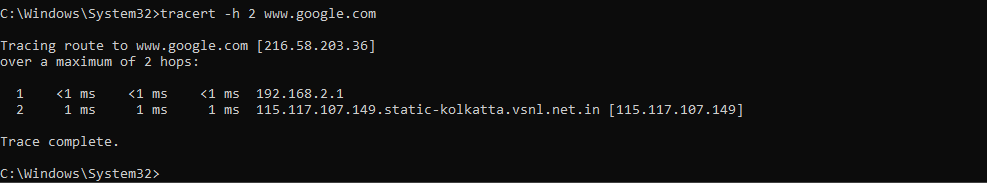 C:\Windows\System32>tracert -h 2 www.google.com
Tracing route to www.google.com [216.58.203.36]
over a maximum of 2 hops:
1 <1 ms <1 ms <1 ms 192.168.2.1
2 1 ms 1 ms 1 ms 115.117.107.149.static-kolkatta.vsnl.net.in [115.117.107.149]
Trace complete.
C:\Windows\System32>